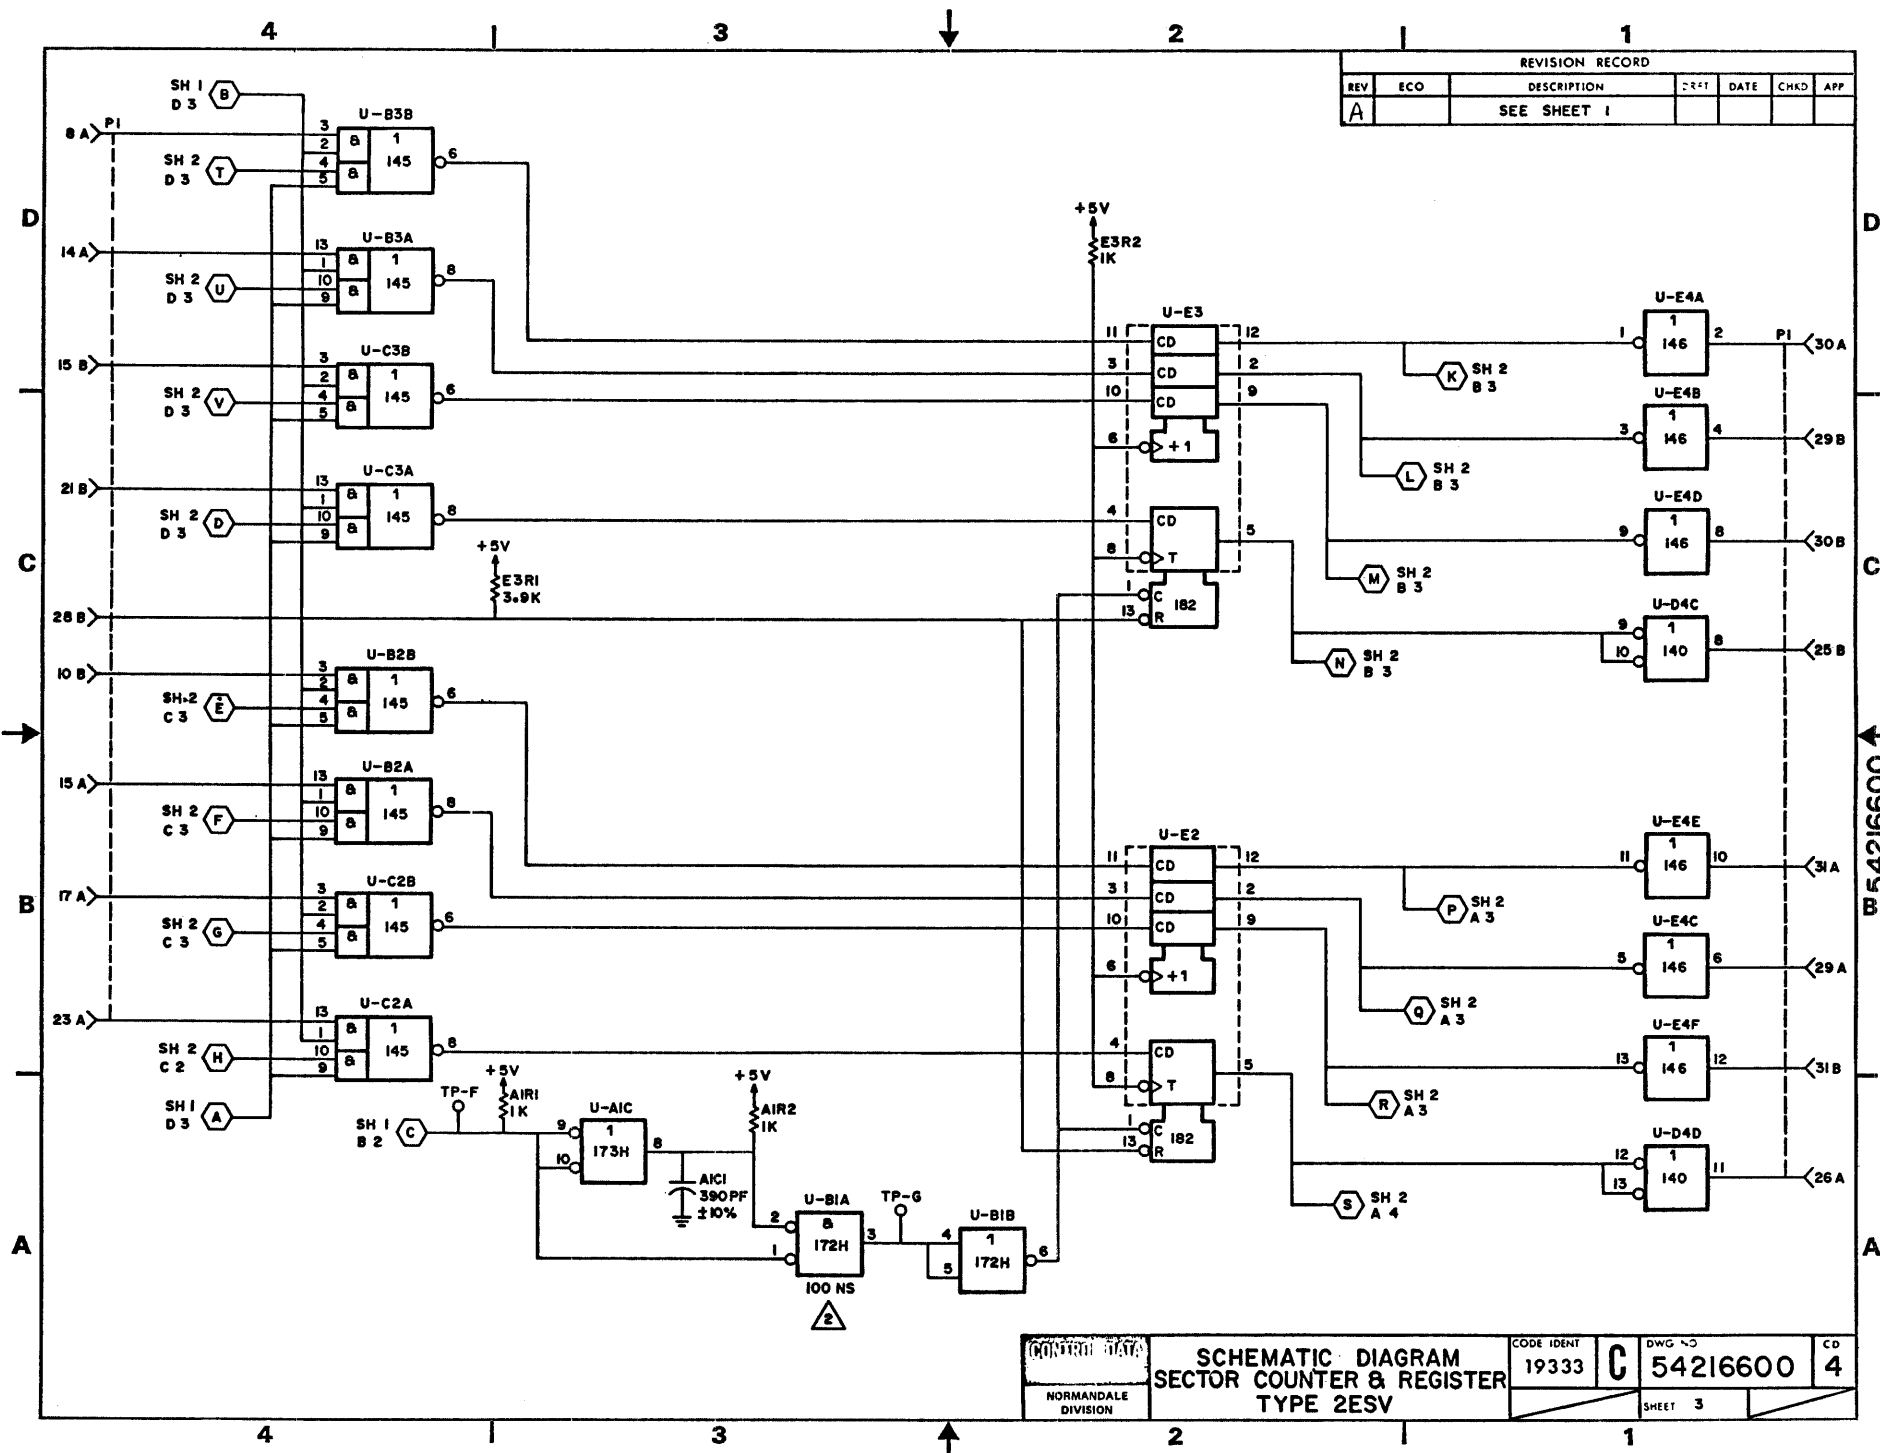 4 3 2 1
REVISION RECORD
REV ECO DESCRIPTION DRFT DATE CHKD APP
A SEE SHEET 1
SH 1
D 3
B
8 A
P1
SH 2
D 3
T
3
2
4
5
U-B3B
& 1
& 145
6
D
14 A
SH 2
D 3
U
13
1
10
9
U-B3A
& 1
& 145
8
15 B
SH 2
D 3
V
3
2
4
5
U-C3B
& 1
& 145
6
21 B
SH 2
D 3
D
13
1
10
9
U-C3A
& 1
& 145
8
C
+5V
E3R1
3.9K
28 B
10 B
SH 2
C 3
E
3
2
4
5
U-B2B
& 1
& 145
6
15 A
SH 2
C 3
F
13
1
10
9
U-B2A
& 1
& 145
8
B
17 A
SH 2
C 3
G
3
2
4
5
U-C2B
& 1
& 145
6
23 A
SH 2
C 2
H
13
1
10
9
U-C2A
& 1
& 145
8
SH 1
D 3
A
TP-F
+5V
A1R1
1K
SH 1
B 2
C
9
10
U-A1C
1
173H
8
A1C1
390PF
±10%
+5V
A1R2
1K
2
1
U-B1A
&
172H
3
100 NS
2
TP-G
4
5
U-B1B
1
172H
6
A
+5V
E3R2
1K
U-E3
11 CD 12
3 CD 2
10 CD 9
6 +1
4 CD 5
8 T
1 C
13 R
182
U-E2
11 CD 12
3 CD 2
10 CD 9
6 +1
4 CD 5
8 T
1 C
13 R
182
D
K
SH 2
B 3
L
SH 2
B 3
M
SH 2
B 3
N
SH 2
B 3
P
SH 2
A 3
Q
SH 2
A 3
R
SH 2
A 3
S
SH 2
A 4
U-E4A
1 1 2
146
P1
30 A
U-E4B
1
3 146 4
29 B
U-E4D
1
9 146 8
30 B
C
U-D4C
9 1
10 140 8
25 B
U-E4E
11 1 10
146
31A
B
U-E4C
1
5 146 6
29 A
U-E4F
1
13 146 12
31B
U-D4D
12 1
13 140 11
26 A
A
54216600
CONTROL DATA
NORMANDALE
DIVISION
SCHEMATIC DIAGRAM
SECTOR COUNTER & REGISTER
TYPE 2ESV
CODE IDENT
19333
C
DWG NO
54216600
CD
4
SHEET 3
4 3 2 1